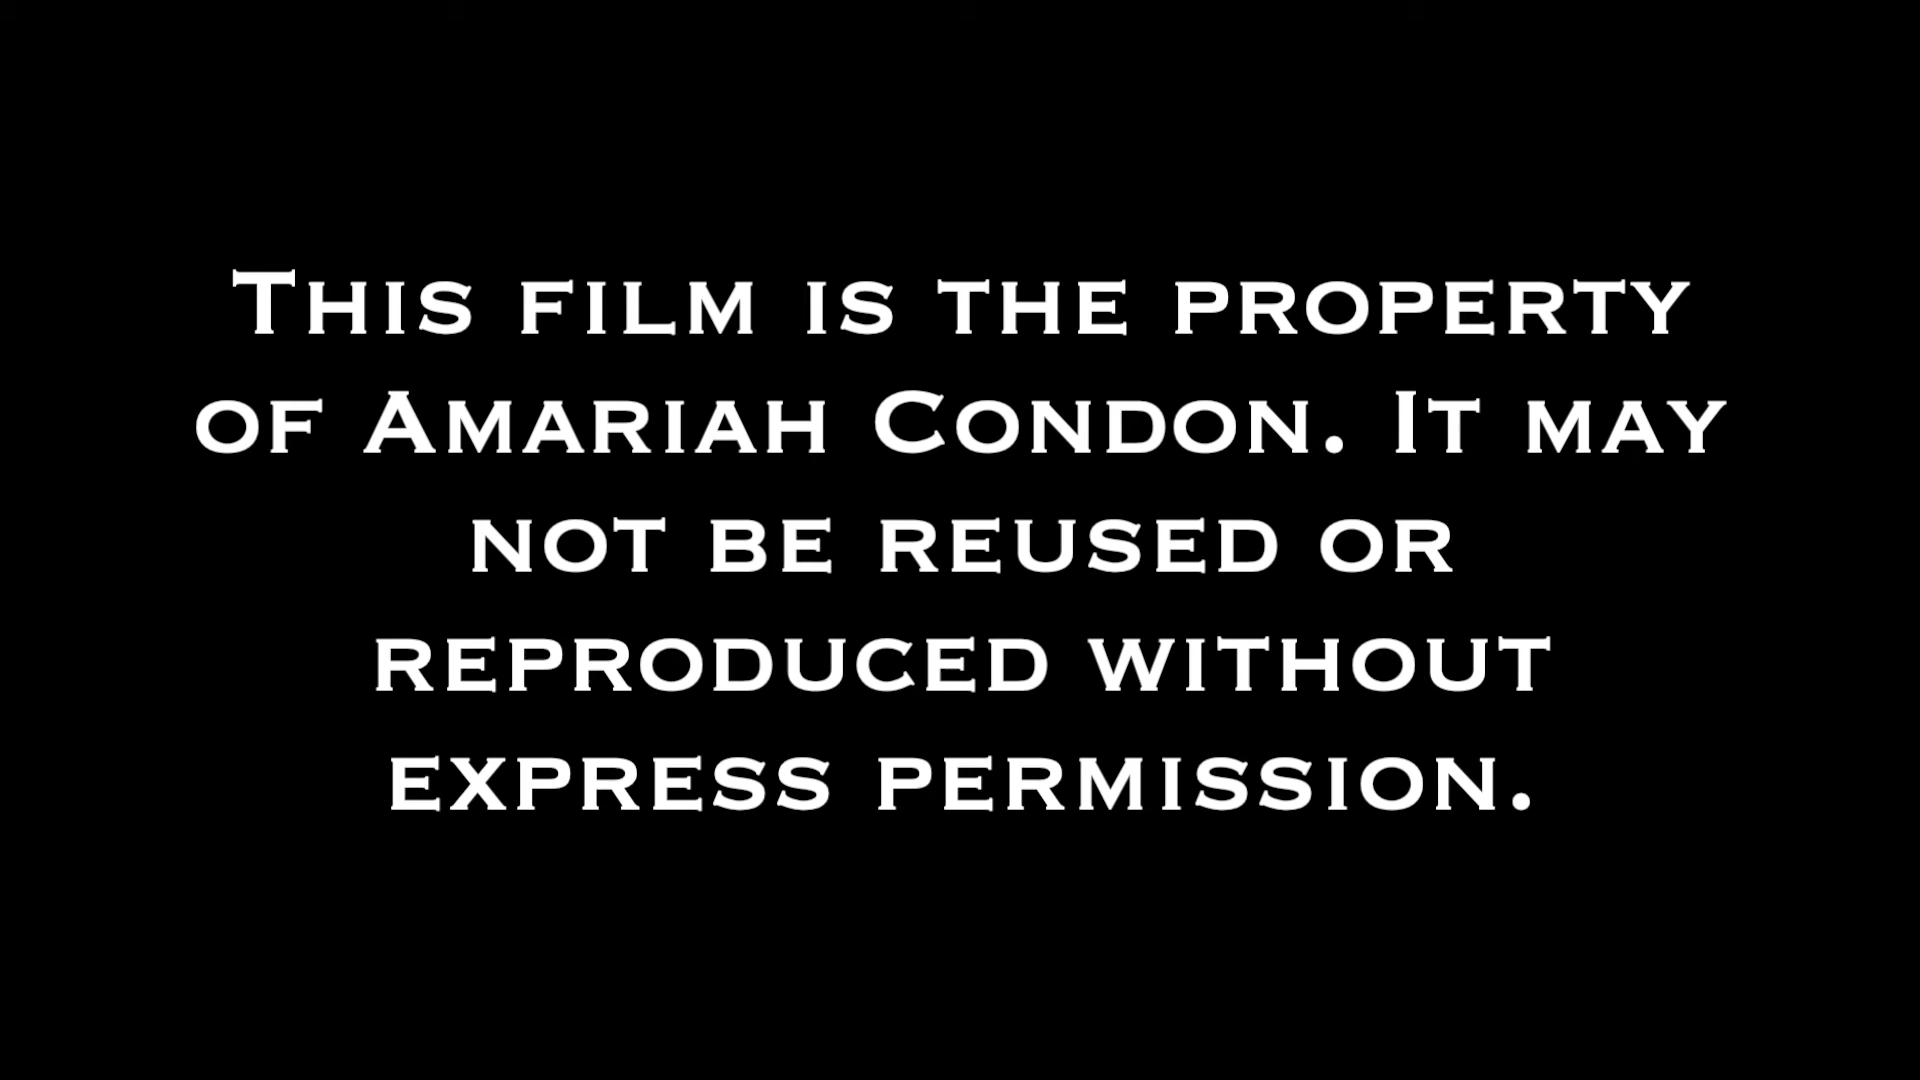 This film is the property
of Amariah Condon. It may
not be reused or
reproduced without
express permission.